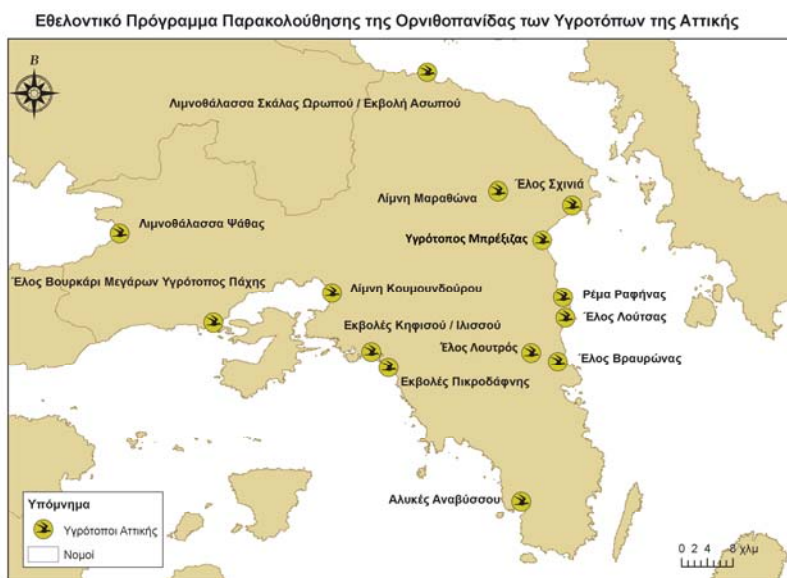 Εθελοντικό Πρόγραμμα Παρακολούθησης της Ορνιθοπανίδας των Υγροτόπων της Αττικής
Β
Λιμνοθάλασσα Σκάλας Ωρωπού / Εκβολή Ασωπού
Έλος Σχινιά
Λίμνη Μαραθώνα
Λιμνοθάλασσα Ψάθας
Υγρότοπος Μπρέξιζας
Έλος Βουρκάρι Μεγάρων Υγρότοπος Πάχης
Λίμνη Κουμουνδούρου
Ρέμα Ραφήνας
Έλος Λούτσας
Εκβολές Κηφισού / Ιλισσού
Έλος Λουτρός
Έλος Βραυρώνας
Εκβολές Πικροδάφνης
Αλυκές Αναβύσσου
Υπόμνημα
Υγρότοποι Αττικής
Νομοί
0 2 4 8 χλμ